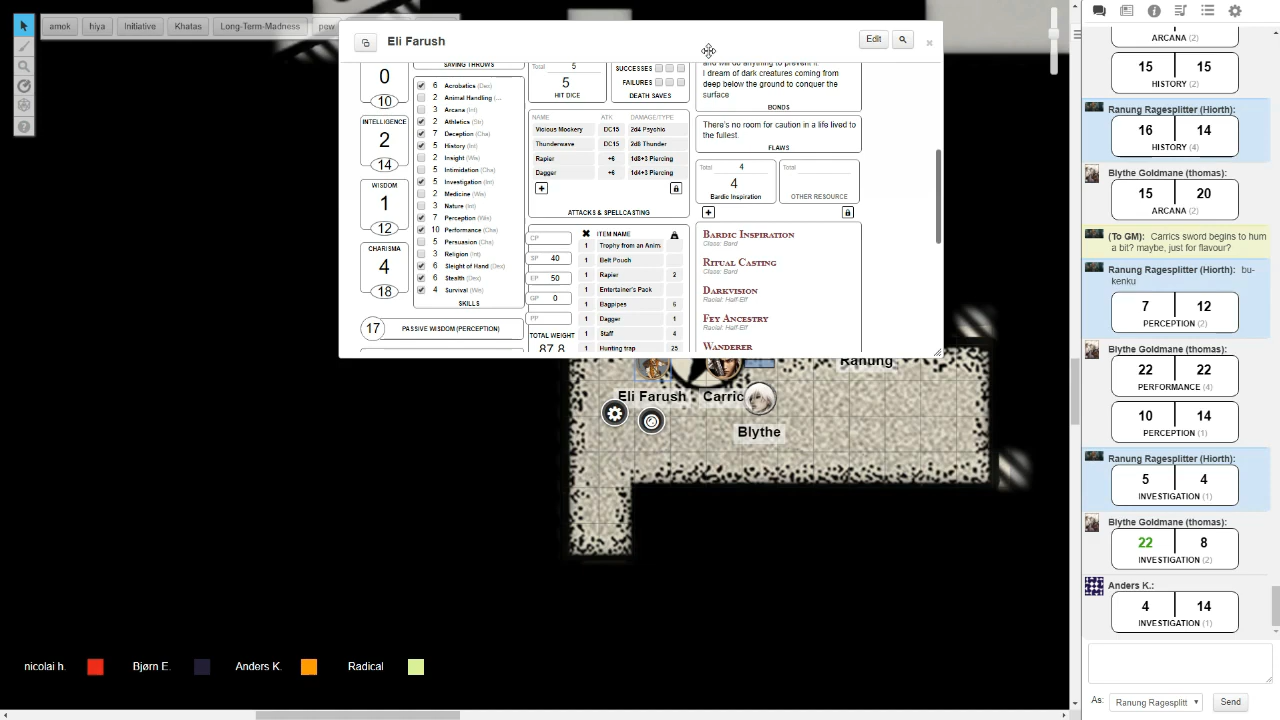 amok
hiya
Initiative
Khatas
Long-Term-Madness
pow
Eli Farush
Edit
0
10
INTELLIGENCE
2
14
WISDOM
1
12
CHARISMA
4
18
SAVING THROWS
6 Acrobatics (Dex)
2 Animal Handling (...
3 Arcana (Int)
2 Athletics (Str)
7 Deception (Cha)
5 History (Int)
2 Insight (Wis)
5 Intimidation (Cha)
5 Investigation (Int)
2 Medicine (Wis)
3 Nature (Int)
7 Perception (Wis)
10 Performance (Cha)
5 Persuasion (Cha)
3 Religion (Int)
6 Sleight of Hand (Dex)
6 Stealth (Dex)
4 Survival (Wis)
SKILLS
17 PASSIVE WISDOM (PERCEPTION)
Total 5
5
HIT DICE
SUCCESSES
FAILURES
DEATH SAVES
NAME ATK DAMAGE/TYPE
Vicious Mockery DC15 2d4 Psychic
Thunderwave DC15 2d8 Thunder
Rapier +6 1d8+3 Piercing
Dagger +6 1d4+3 Piercing
ATTACKS & SPELLCASTING
CP
SP 40
EP 50
GP 0
PP
TOTAL WEIGHT
87.8
ITEM NAME
1 Trophy from an Anim
1 Belt Pouch
1 Rapier 2
1 Entertainer's Pack
1 Bagpipes 6
1 Dagger 1
1 Staff 4
1 Hunting trap 25
and will do anything to prevent it.
I dream of dark creatures coming from
deep below the ground to conquer the
surface
BONDS
There's no room for caution in a life lived to
the fullest.
FLAWS
Total 4
4
Bardic Inspiration
Total
OTHER RESOURCE
BARDIC INSPIRATION
Class: Bard
RITUAL CASTING
Class: Bard
DARKVISION
Racial: Half-Elf
FEY ANCESTRY
Racial: Half-Elf
WANDERER
Ranung
Eli Farush
Carric
Blythe
nicolai h.
Bjørn E.
Anders K.
Radical
ARCANA (2)
15 15
HISTORY (2)
Ranung Ragesplitter (Hiorth):
16 14
HISTORY (4)
Blythe Goldmane (thomas):
15 20
ARCANA (2)
(To GM): Carrics sword begins to hum
a bit? maybe, just for flavour?
Ranung Ragesplitter (Hiorth): bu-
kenku
7 12
PERCEPTION (2)
Blythe Goldmane (thomas):
22 22
PERFORMANCE (4)
10 14
PERCEPTION (1)
Ranung Ragesplitter (Hiorth):
5 4
INVESTIGATION (1)
Blythe Goldmane (thomas):
22 8
INVESTIGATION (2)
Anders K.:
4 14
INVESTIGATION (1)
As: Ranung Ragesplitt
Send